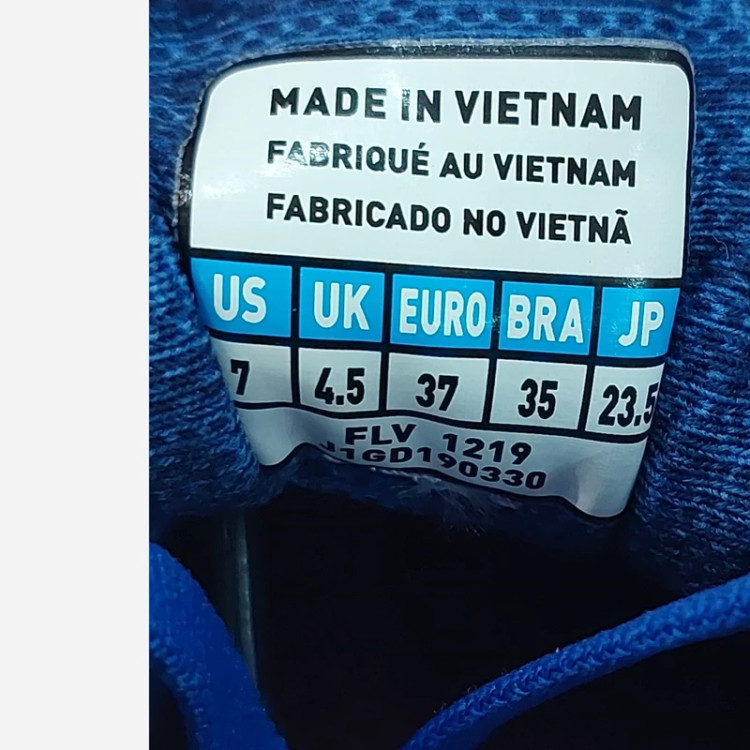 MADE IN VIETNAM
FABRIQUÉ AU VIETNAM
FABRICADO NO VIETNÃ
US UK EURO BRA JP
7 4.5 37 35 23.5
FLV 1219
J1GD190330